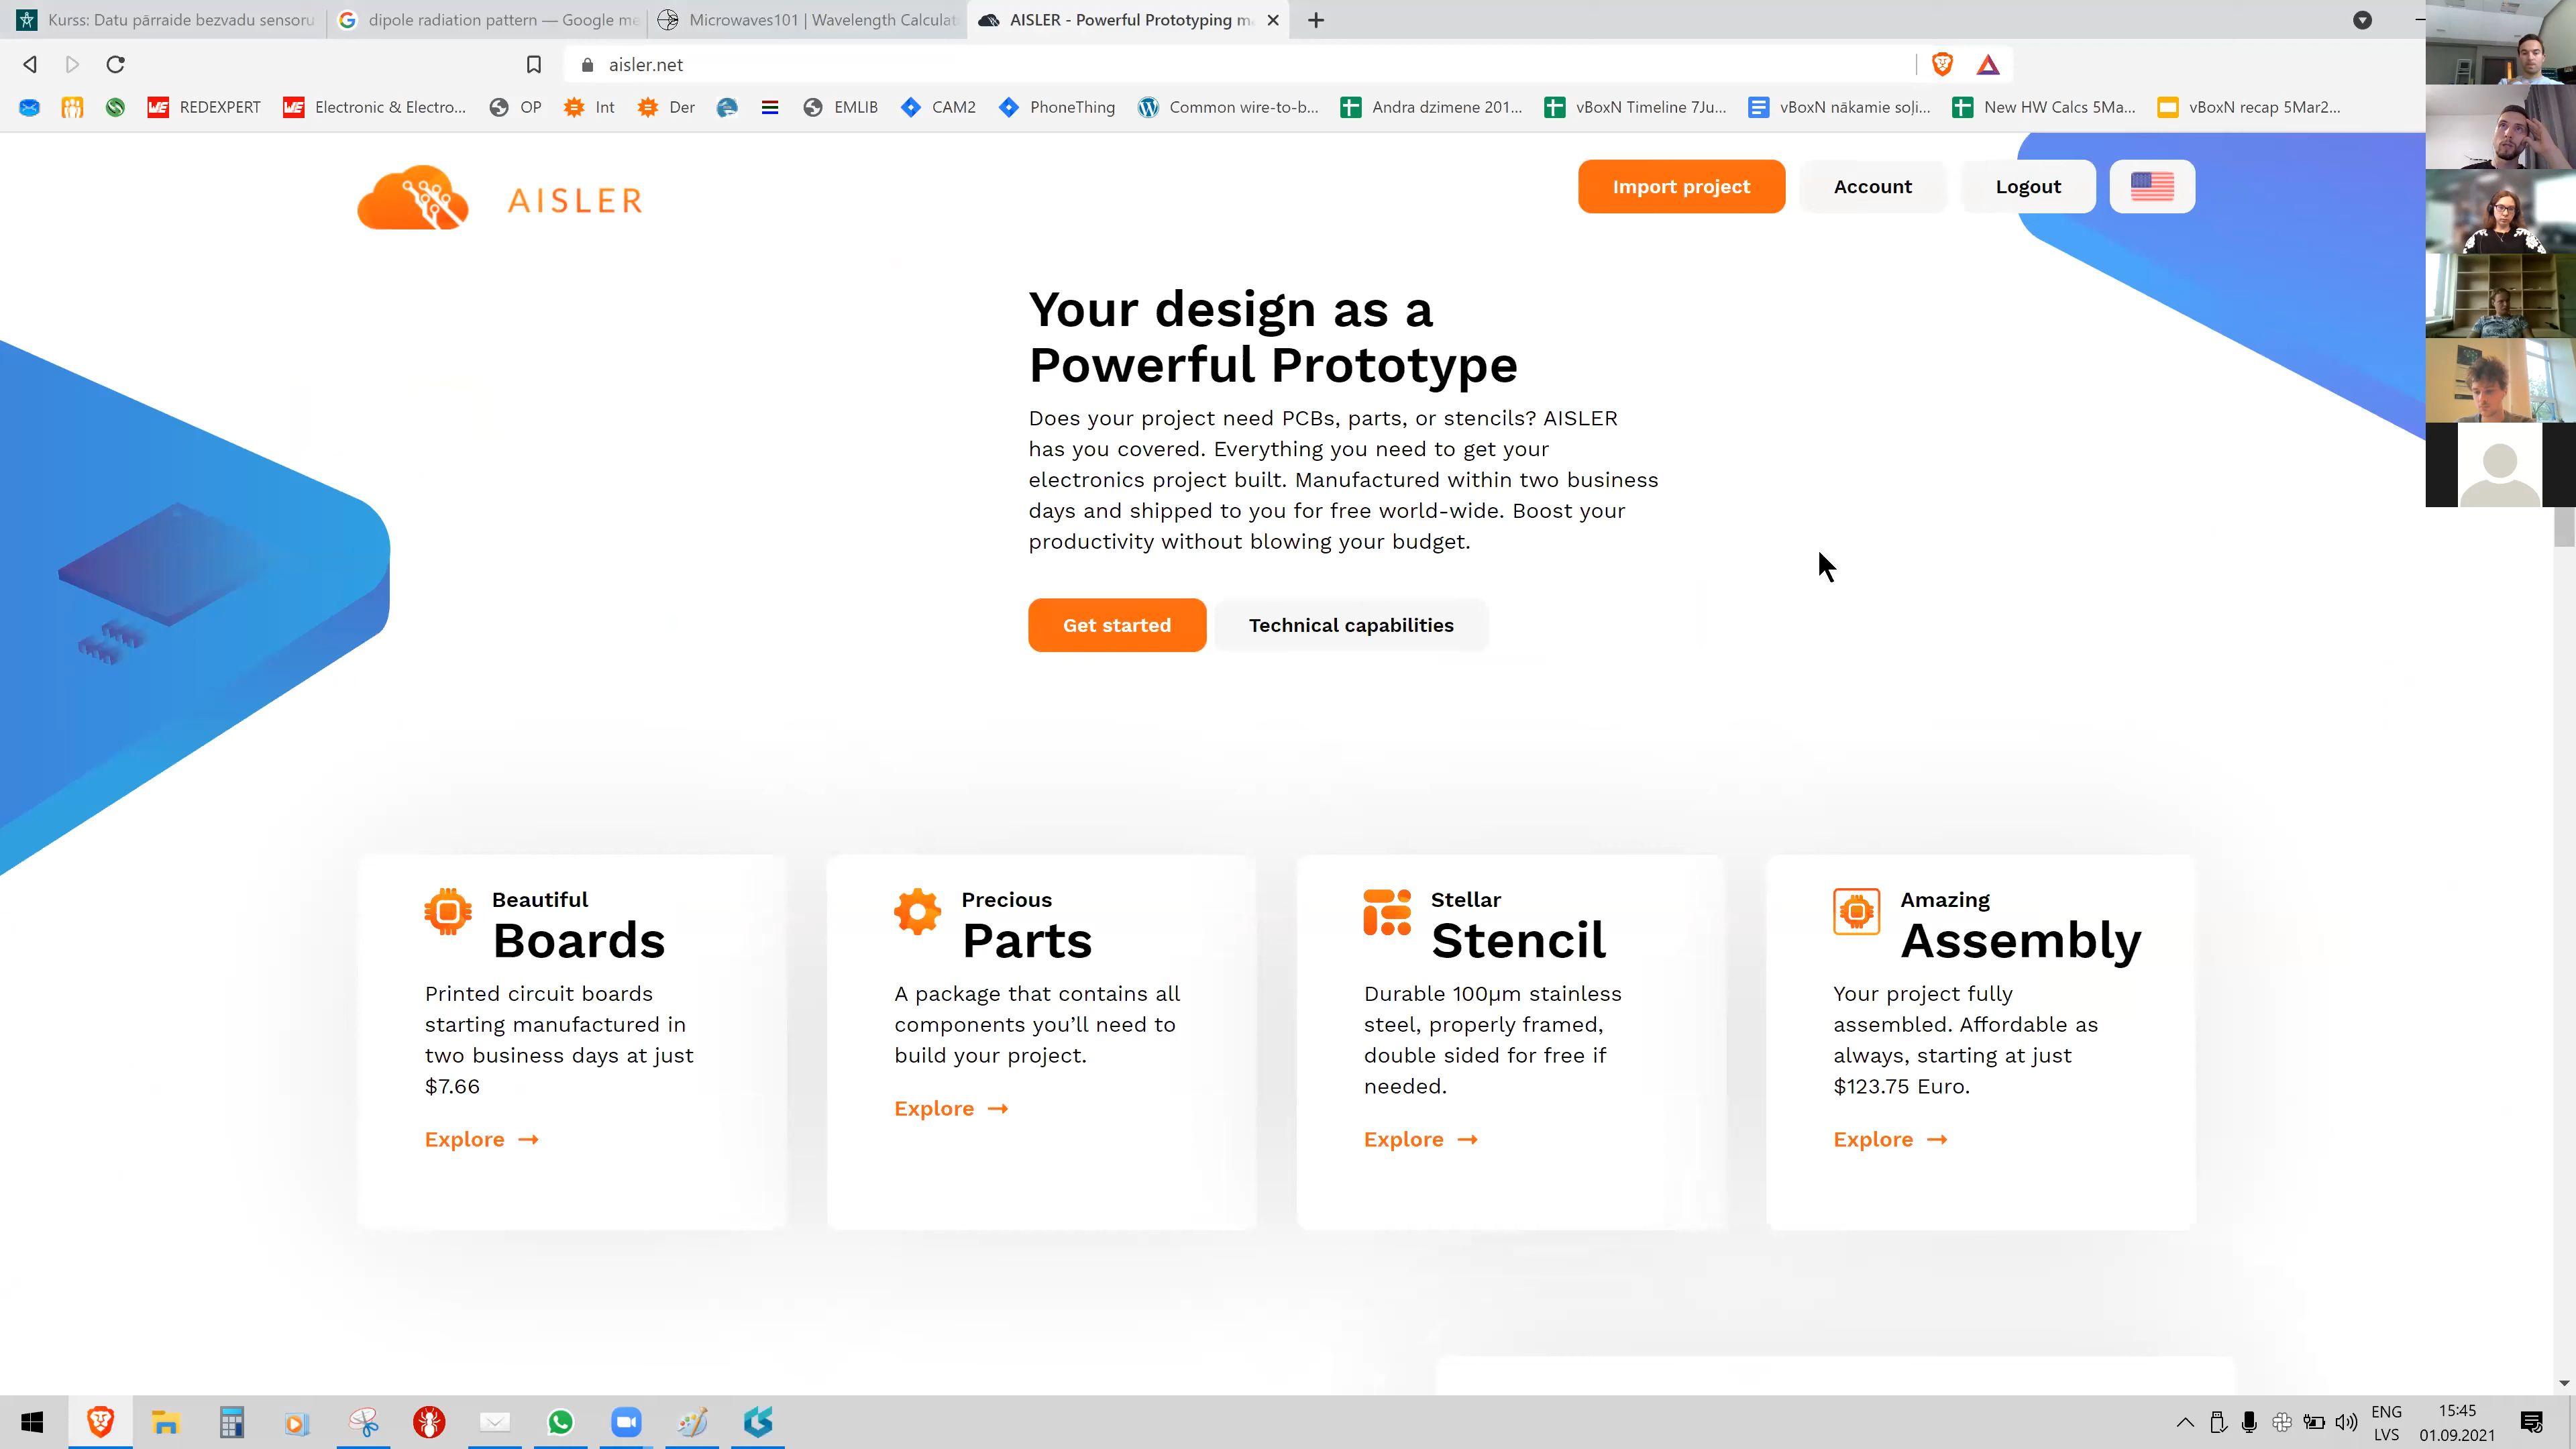 Kurss: Datu pārraide bezvadu sensoru
dipole radiation pattern — Google me
Microwaves101 | Wavelength Calculat
AISLER - Powerful Prototyping m
aisler.net
REDEXPERT
Electronic & Electro...
OP
Int
Der
EMLIB
CAM2
PhoneThing
Common wire-to-b...
Andra dzimene 201...
vBoxN Timeline 7Ju...
vBoxN nākamie soļi...
New HW Calcs 5Ma...
vBoxN recap 5Mar2...
AISLER
Import project
Account
Logout
Your design as a
Powerful Prototype
Does your project need PCBs, parts, or stencils? AISLER
has you covered. Everything you need to get your
electronics project built. Manufactured within two business
days and shipped to you for free world-wide. Boost your
productivity without blowing your budget.
Get started
Technical capabilities
Beautiful
Boards
Printed circuit boards
starting manufactured in
two business days at just
$7.66
Explore →
Precious
Parts
A package that contains all
components you’ll need to
build your project.
Explore →
Stellar
Stencil
Durable 100µm stainless
steel, properly framed,
double sided for free if
needed.
Explore →
Amazing
Assembly
Your project fully
assembled. Affordable as
always, starting at just
$123.75 Euro.
Explore →
ENG
LVS
15:45
01.09.2021